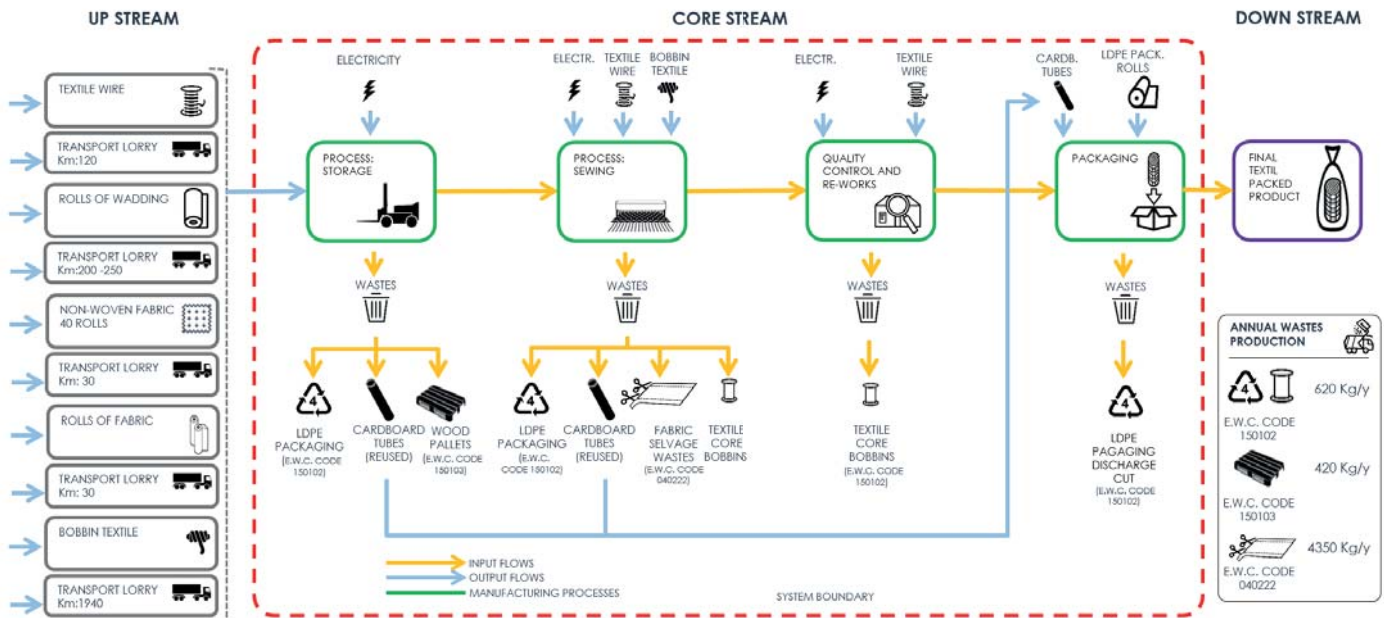 UP STREAM
CORE STREAM
DOWN STREAM
TEXTILE WIRE
TRANSPORT LORRY
Km:120
ROLLS OF WADDING
TRANSPORT LORRY
Km:200 -250
NON-WOVEN FABRIC
40 ROLLS
TRANSPORT LORRY
Km: 30
ROLLS OF FABRIC
TRANSPORT LORRY
Km: 30
BOBBIN TEXTILE
TRANSPORT LORRY
Km:1940
ELECTRICITY
PROCESS:
STORAGE
WASTES
4
LDPE
PACKAGING
(E.W.C. CODE
150102)
CARDBOARD
TUBES
(REUSED)
WOOD
PALLETS
(E.W.C. CODE
150103)
ELECTR.
TEXTILE
WIRE
BOBBIN
TEXTILE
PROCESS:
SEWING
WASTES
4
LDPE
PACKAGING
(E.W.C.
CODE 150102)
CARDBOARD
TUBES
(REUSED)
FABRIC
SELVAGE
WASTES
(E.W.C. CODE
040222)
TEXTILE
CORE
BOBBINS
ELECTR.
TEXTILE
WIRE
QUALITY
CONTROL AND
RE-WORKS
WASTES
TEXTILE
CORE
BOBBINS
(E.W.C. CODE
150102)
CARDB.
TUBES
LDPE PACK.
ROLLS
PACKAGING
WASTES
4
LDPE
PAGAGING
DISCHARGE
CUT
(E.W.C. CODE
150102)
INPUT FLOWS
OUTPUT FLOWS
MANUFACTURING PROCESSES
SYSTEM BOUNDARY
FINAL
TEXTIL
PACKED
PRODUCT
ANNUAL WASTES
PRODUCTION
4
620 Kg/y
E.W.C. CODE
150102
420 Kg/y
E.W.C. CODE
150103
4350 Kg/y
E.W.C. CODE
040222